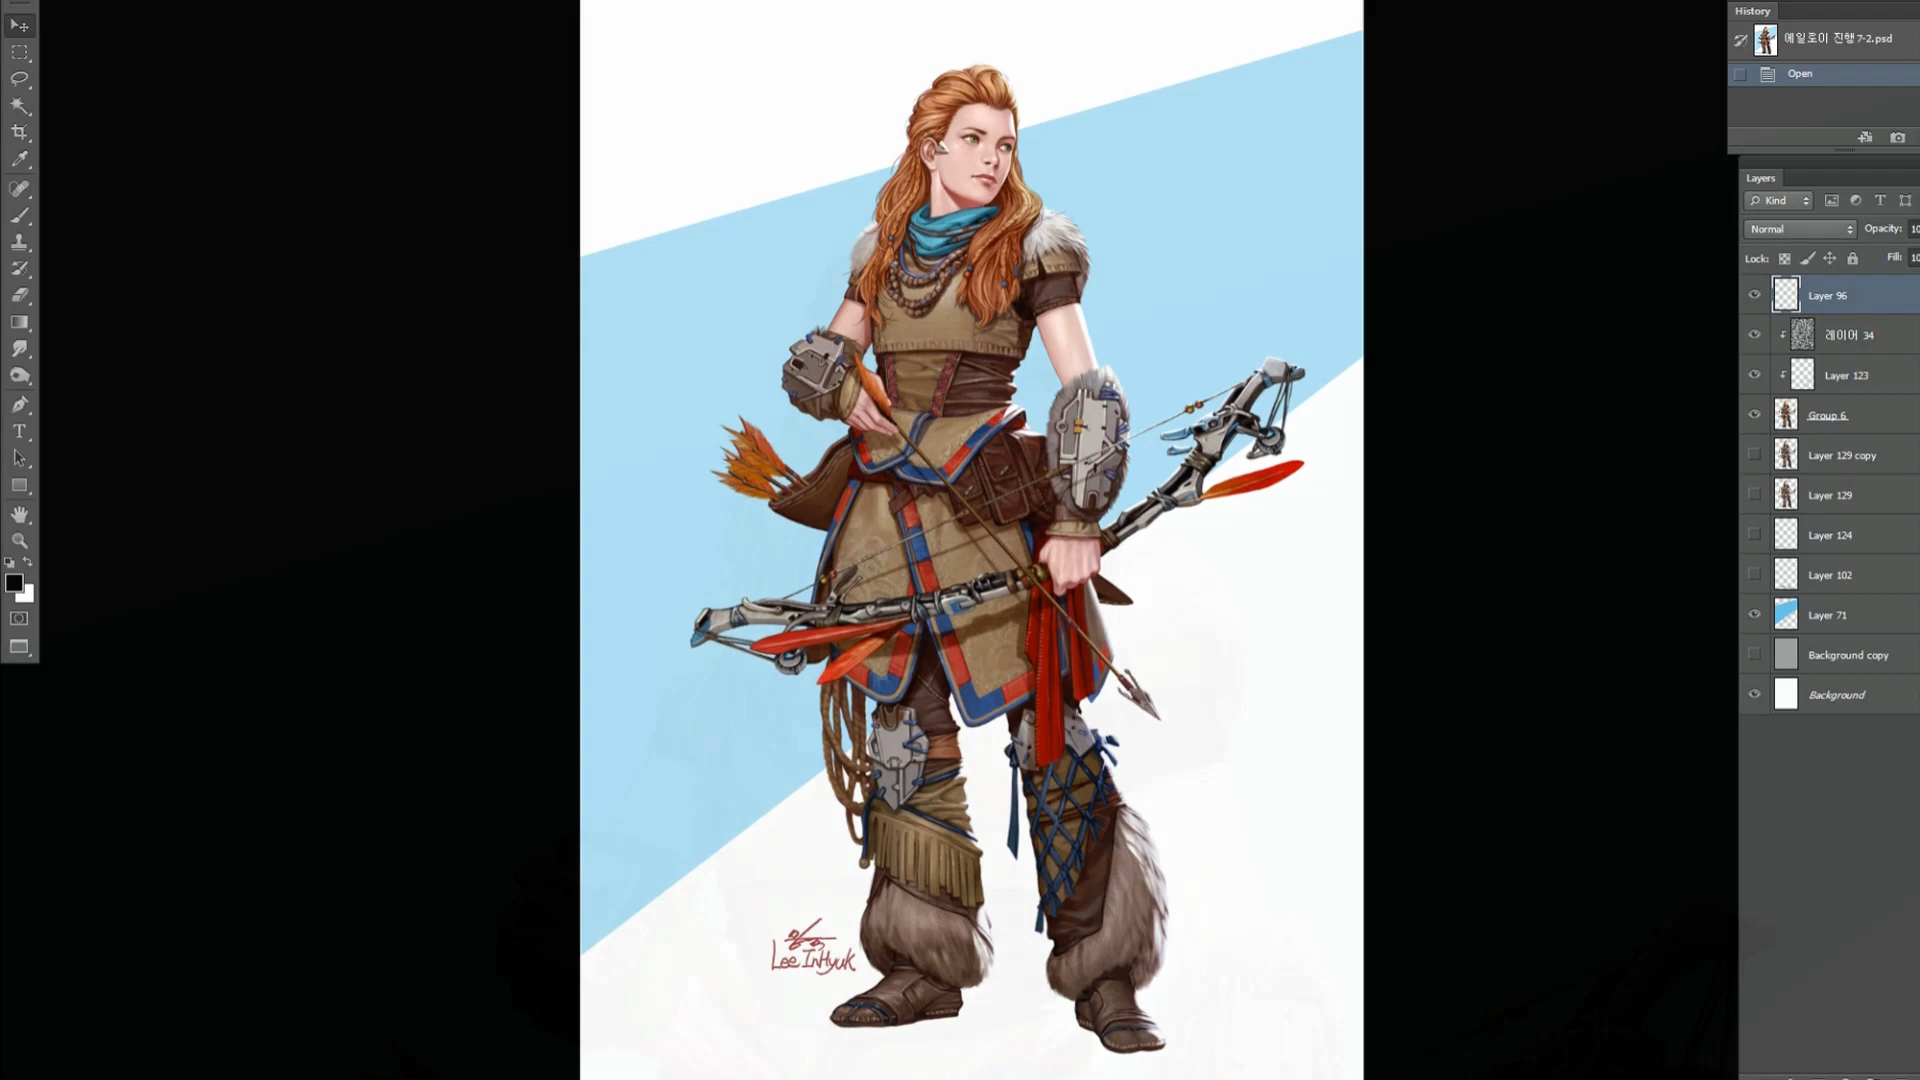 History
에일로이 진행 7-2.psd
Open
Layers
Kind
Normal
Opacity:
Lock:
Fill:
Layer 96
레이어 34
Layer 123
Group 6
Layer 129 copy
Layer 129
Layer 124
Layer 102
Layer 71
Background copy
Background
Lee InHyuk